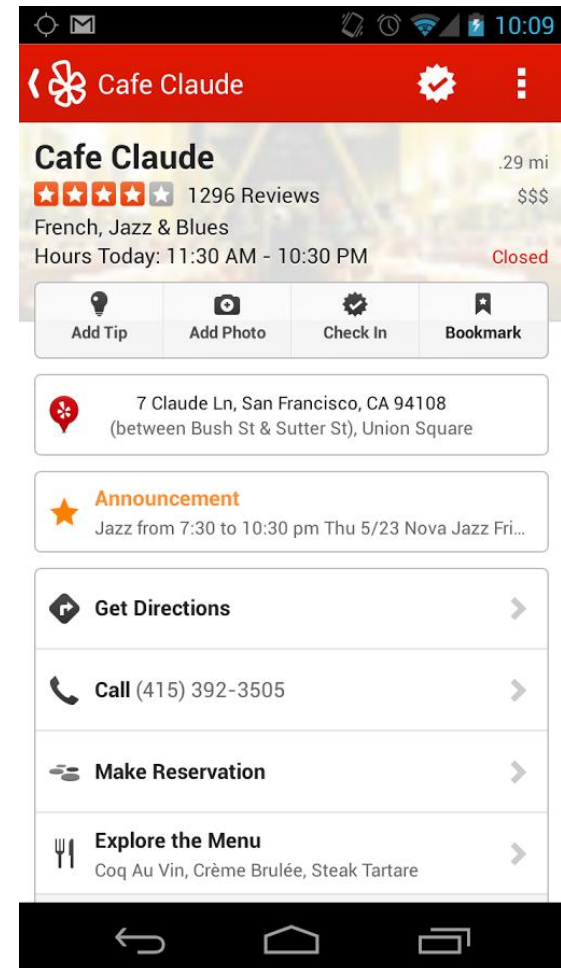 10:09
Cafe Claude
Cafe Claude
.29 mi
1296 Reviews
$$$
French, Jazz & Blues
Hours Today: 11:30 AM - 10:30 PM
Closed
Add Tip
Add Photo
Check In
Bookmark
7 Claude Ln, San Francisco, CA 94108
(between Bush St & Sutter St), Union Square
Announcement
Jazz from 7:30 to 10:30 pm Thu 5/23 Nova Jazz Fri...
Get Directions
Call (415) 392-3505
Make Reservation
Explore the Menu
Coq Au Vin, Crème Brulée, Steak Tartare